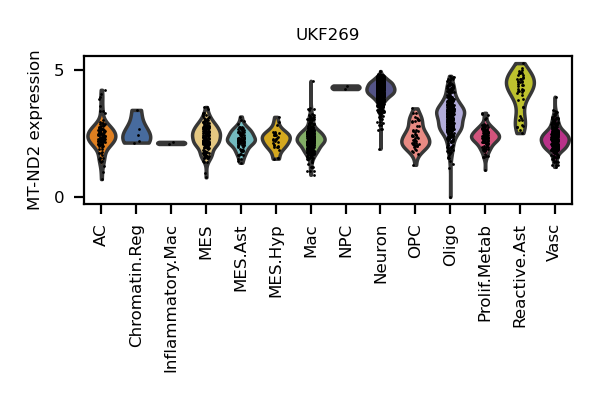 UKF269
MT-ND2 expression
5
0
AC
Chromatin.Reg
Inflammatory.Mac
MES
MES.Ast
MES.Hyp
Mac
NPC
Neuron
OPC
Oligo
Prolif.Metab
Reactive.Ast
Vasc